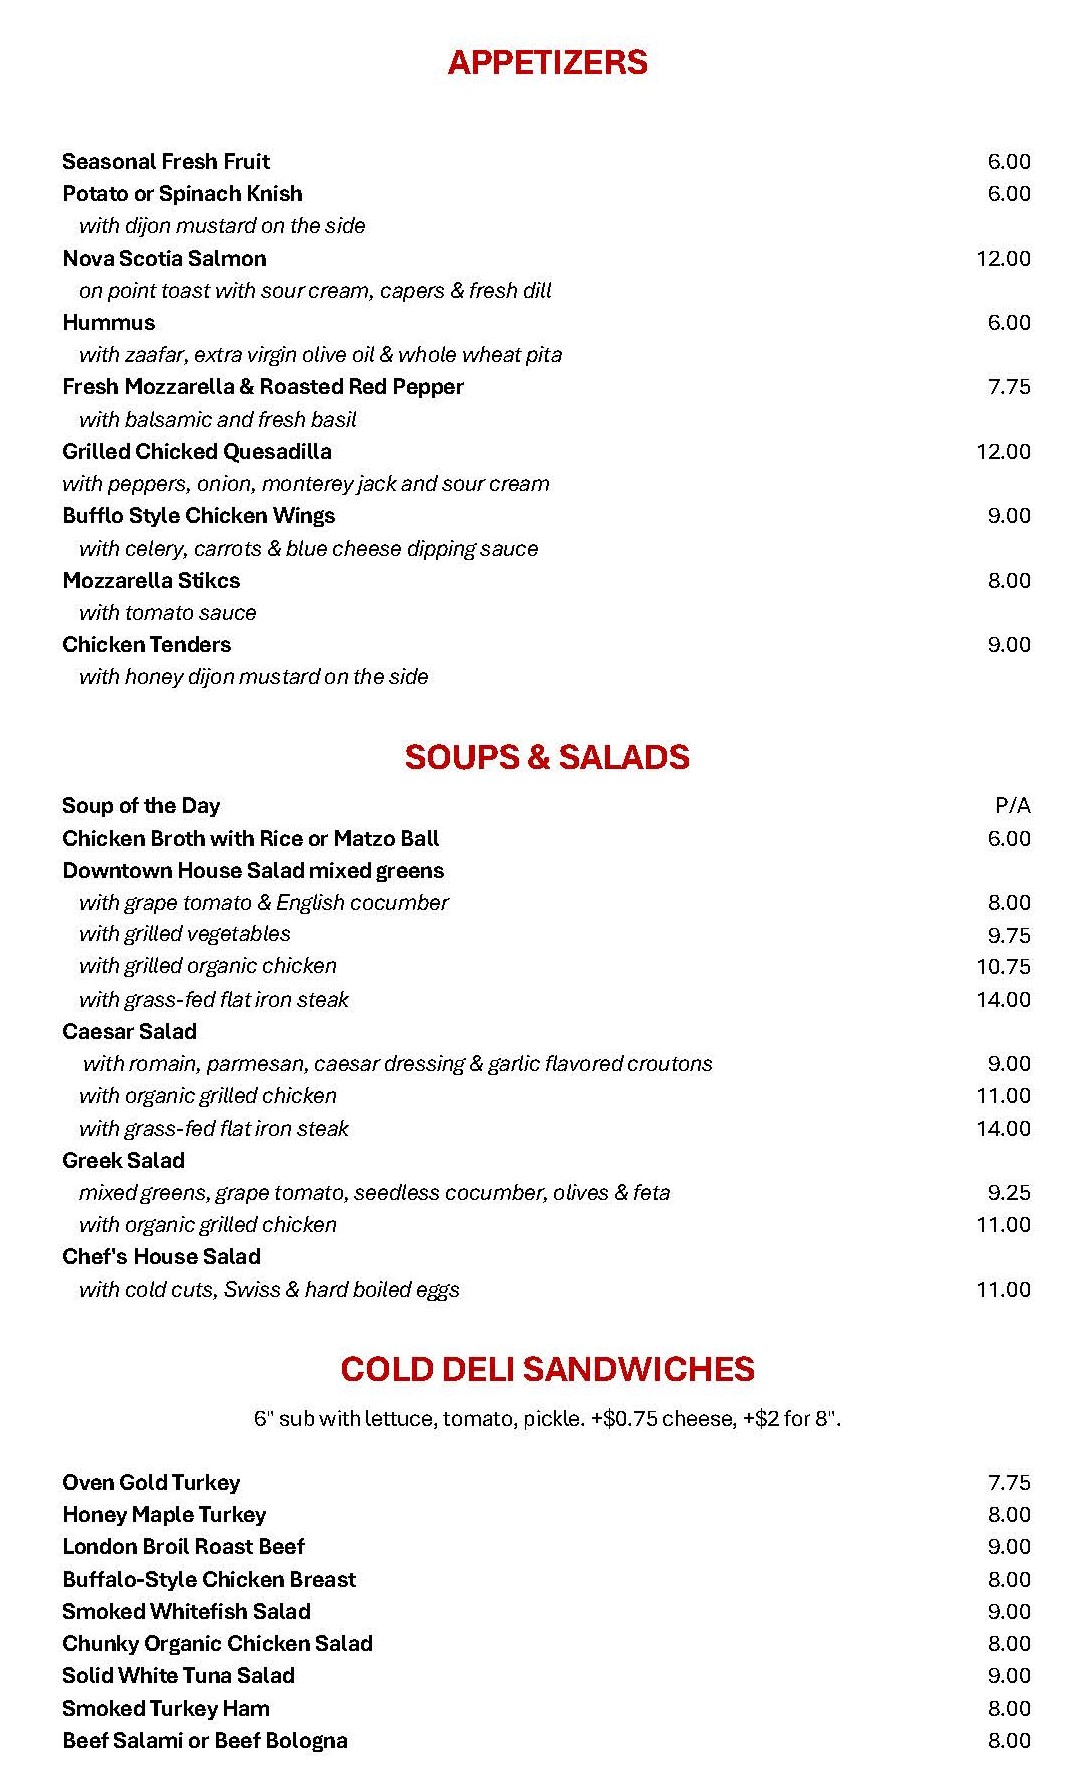 APPETIZERS
Seasonal Fresh Fruit 6.00
Potato or Spinach Knish 6.00
with dijon mustard on the side
Nova Scotia Salmon 12.00
on point toast with sour cream, capers & fresh dill
Hummus 6.00
with zaafar, extra virgin olive oil & whole wheat pita
Fresh Mozzarella & Roasted Red Pepper 7.75
with balsamic and fresh basil
Grilled Chicked Quesadilla 12.00
with peppers, onion, monterey jack and sour cream
Bufflo Style Chicken Wings 9.00
with celery, carrots & blue cheese dipping sauce
Mozzarella Stikcs 8.00
with tomato sauce
Chicken Tenders 9.00
with honey dijon mustard on the side
SOUPS & SALADS
Soup of the Day P/A
Chicken Broth with Rice or Matzo Ball 6.00
Downtown House Salad mixed greens
with grape tomato & English cocumber 8.00
with grilled vegetables 9.75
with grilled organic chicken 10.75
with grass-fed flat iron steak 14.00
Caesar Salad
with romain, parmesan, caesar dressing & garlic flavored croutons 9.00
with organic grilled chicken 11.00
with grass-fed flat iron steak 14.00
Greek Salad
mixed greens, grape tomato, seedless cocumber, olives & feta 9.25
with organic grilled chicken 11.00
Chef's House Salad
with cold cuts, Swiss & hard boiled eggs 11.00
COLD DELI SANDWICHES
6" sub with lettuce, tomato, pickle. +$0.75 cheese, +$2 for 8".
Oven Gold Turkey 7.75
Honey Maple Turkey 8.00
London Broil Roast Beef 9.00
Buffalo-Style Chicken Breast 8.00
Smoked Whitefish Salad 9.00
Chunky Organic Chicken Salad 8.00
Solid White Tuna Salad 9.00
Smoked Turkey Ham 8.00
Beef Salami or Beef Bologna 8.00